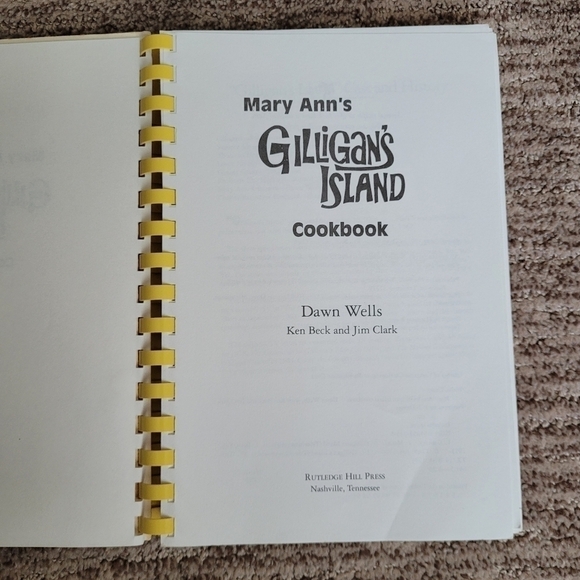 Mary Ann's
GILLIGAN'S
ISLAND
Cookbook
Dawn Wells
Ken Beck and Jim Clark
RUTLEDGE HILL PRESS
Nashville, Tennessee